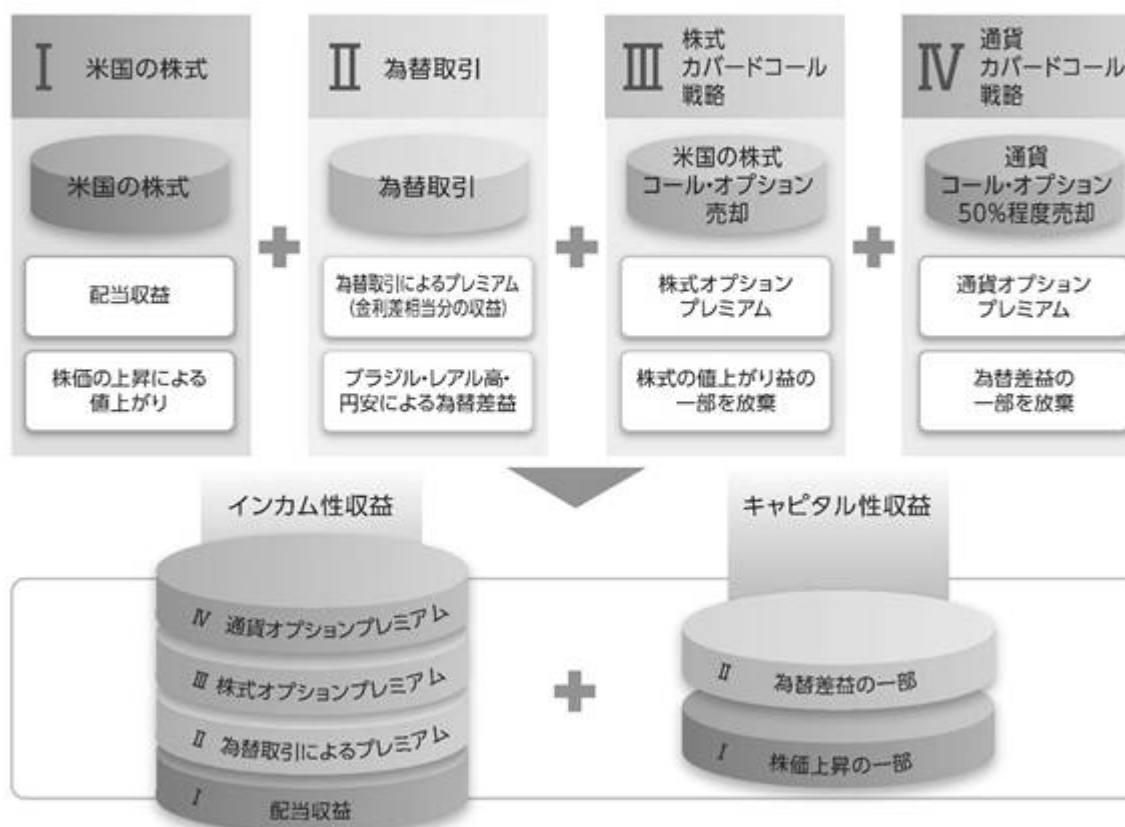 Ⅰ 米国の株式
Ⅱ 為替取引
Ⅲ 株式
カバードコール
戦略
Ⅳ 通貨
カバードコール
戦略
米国の株式
為替取引
米国の株式
コール・オプション
売却
通貨
コール・オプション
50%程度売却
配当収益
為替取引によるプレミアム
(金利差相当分の収益)
株式オプション
プレミアム
通貨オプション
プレミアム
株価の上昇による
値上がり
ブラジル・レアル高・
円安による為替差益
株式の値上がり益の
一部を放棄
為替差益の
一部を放棄
インカム性収益
キャピタル性収益
Ⅳ 通貨オプションプレミアム
Ⅲ 株式オプションプレミアム
Ⅱ 為替取引によるプレミアム
Ⅰ 配当収益
Ⅱ 為替差益の一部
Ⅰ 株価上昇の一部